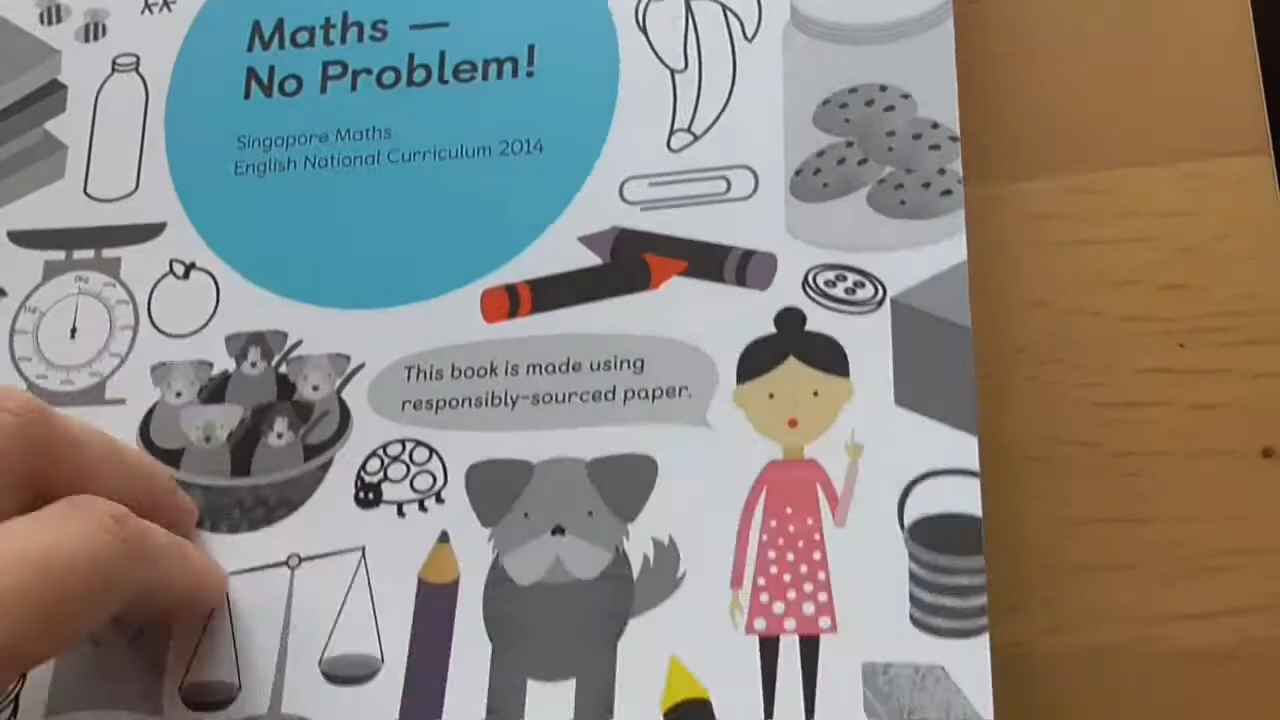 Maths —
No Problem!
Singapore Maths
English National Curriculum 2014
This book is made using
responsibly-sourced paper.